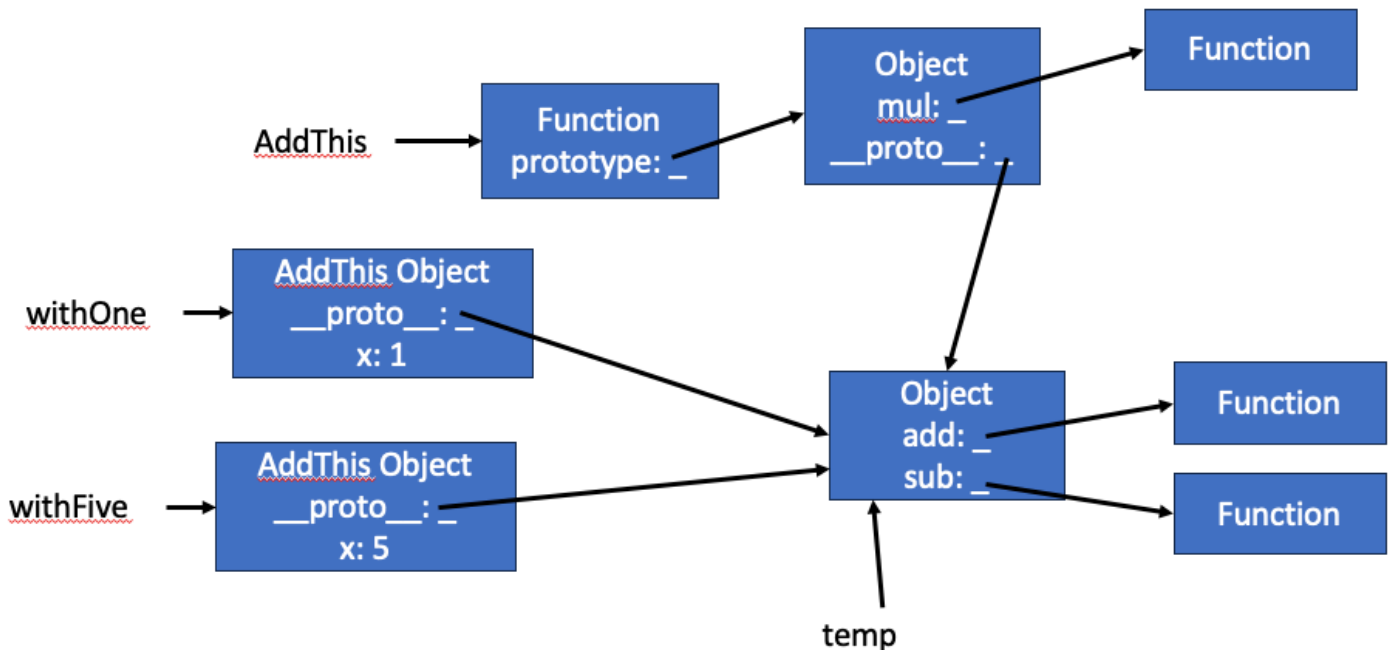 Function
Object
mul: _
__proto__: _
Function
prototype: _
AddThis
AddThis Object
__proto__: _
x: 1
withOne
Object
add: _
sub: _
Function
AddThis Object
__proto__: _
x: 5
withFive
Function
temp